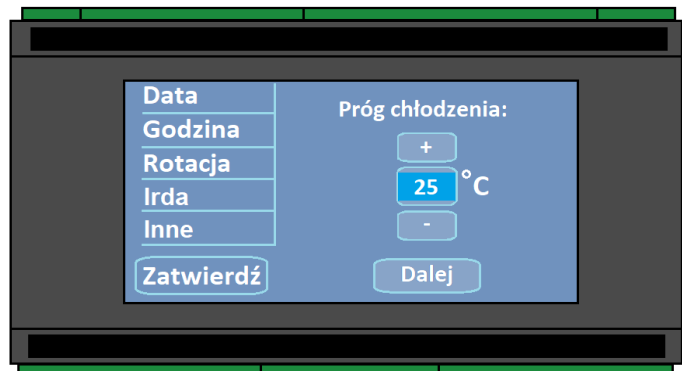 Data
Godzina
Rotacja
Irda
Inne
Zatwierdź
Próg chłodzenia:
+
25 °C
-
Dalej